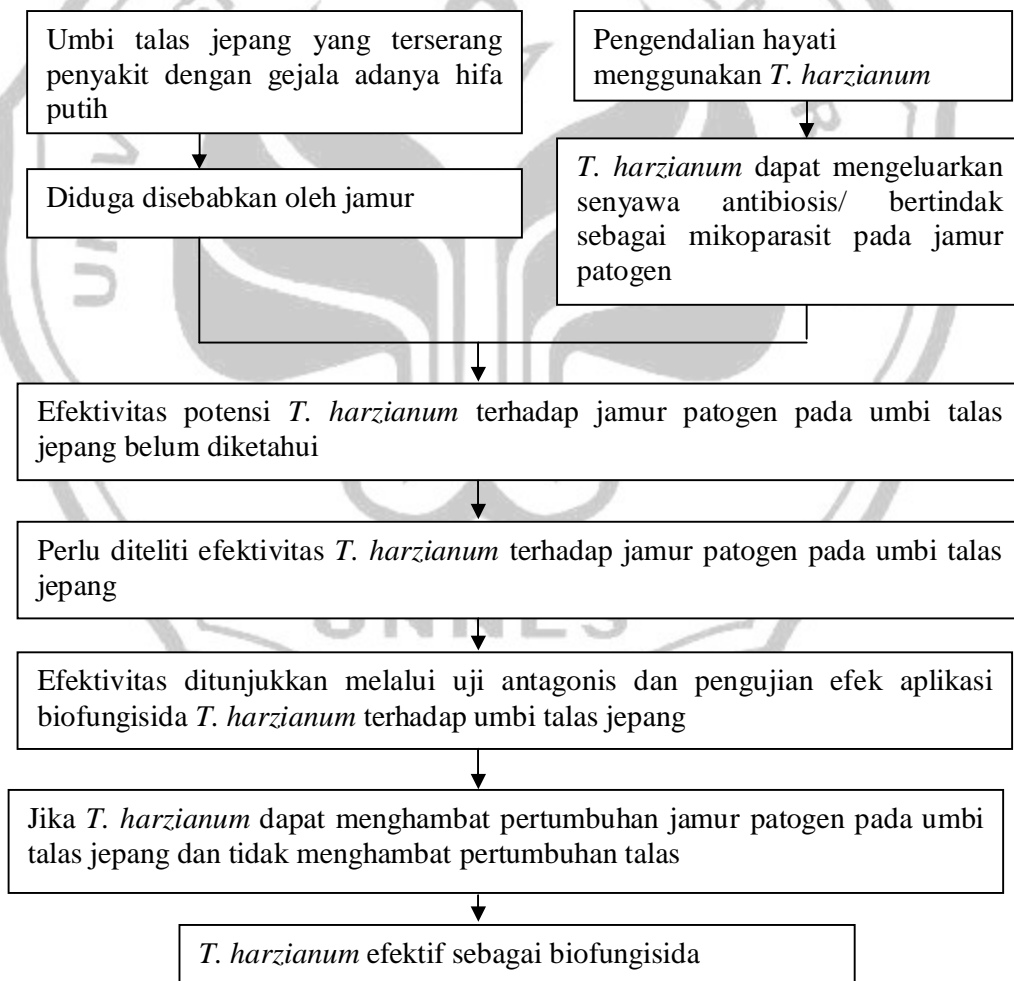 Umbi talas jepang yang terserang
penyakit dengan gejala adanya hifa
putih
Pengendalian hayati
menggunakan T. harzianum
Diduga disebabkan oleh jamur
T. harzianum dapat mengeluarkan
senyawa antibiosis/ bertindak
sebagai mikoparasit pada jamur
patogen
Efektivitas potensi T. harzianum terhadap jamur patogen pada umbi talas
jepang belum diketahui
Perlu diteliti efektivitas T. harzianum terhadap jamur patogen pada umbi talas
jepang
UNNES
Efektivitas ditunjukkan melalui uji antagonis dan pengujian efek aplikasi
biofungisida T. harzianum terhadap umbi talas jepang
Jika T. harzianum dapat menghambat pertumbuhan jamur patogen pada umbi
talas jepang dan tidak menghambat pertumbuhan talas
T. harzianum efektif sebagai biofungisida